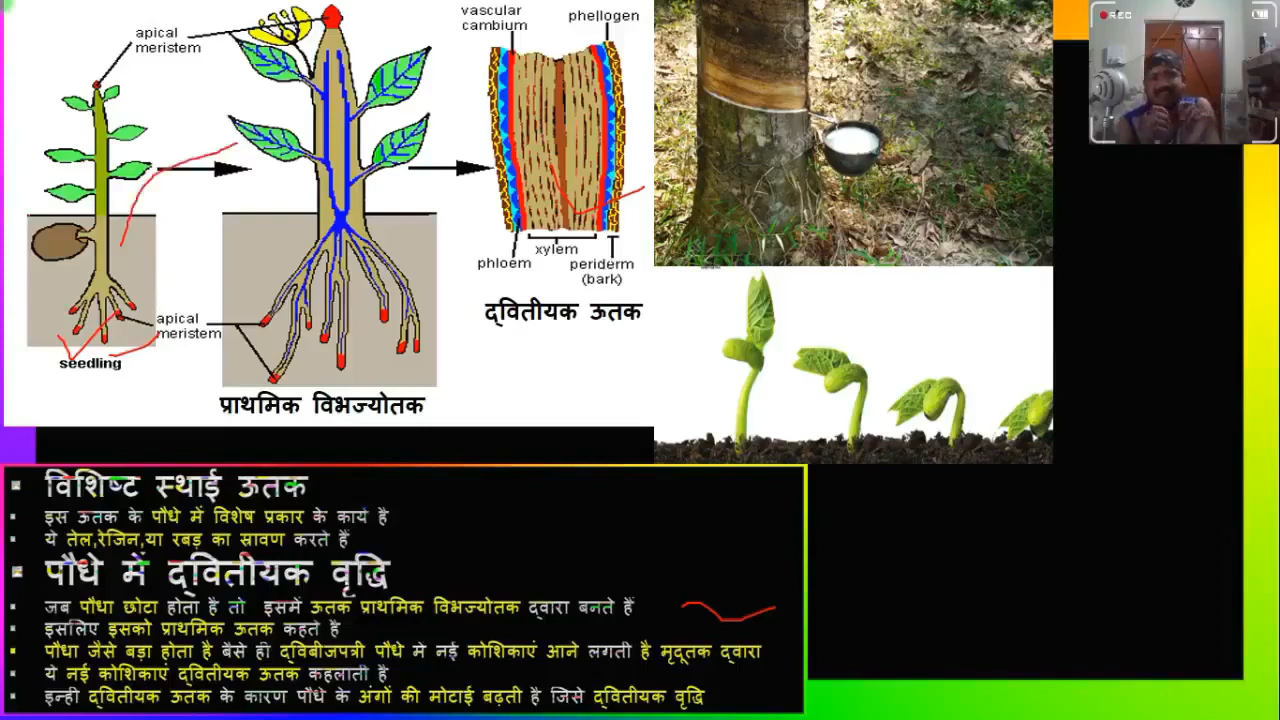 apical
meristem
vascular
cambium
phellogen
xylem
phloem
periderm
(bark)
apical
meristem
seedling
द्वितीयक ऊतक
प्राथमिक विभज्योतक
REC
विशिष्ट स्थाई ऊतक
इस ऊतक के पौधे में विशेष प्रकार के कार्य है
ये तेल,रेजिन,या रबड़ का स्रावण करते हैं
पौधे में द्वितीयक वृद्धि
जब पौधा छोटा होता है तो इसमें ऊतक प्राथमिक विभज्योतक द्वारा बनते हैं
इसलिए इसको प्राथमिक ऊतक कहते है
पौधा जैसे बड़ा होता है बैसे ही द्विबीजपत्री पौधे मे नई कोशिकाएं आने लगती है मृदूतक द्वारा
ये नई कोशिकाएं द्वितीयक ऊतक कहलाती है
इन्ही द्वितीयक ऊतक के कारण पौधे के अंगों की मोटाई बढ़ती है जिसे द्वितीयक वृद्धि